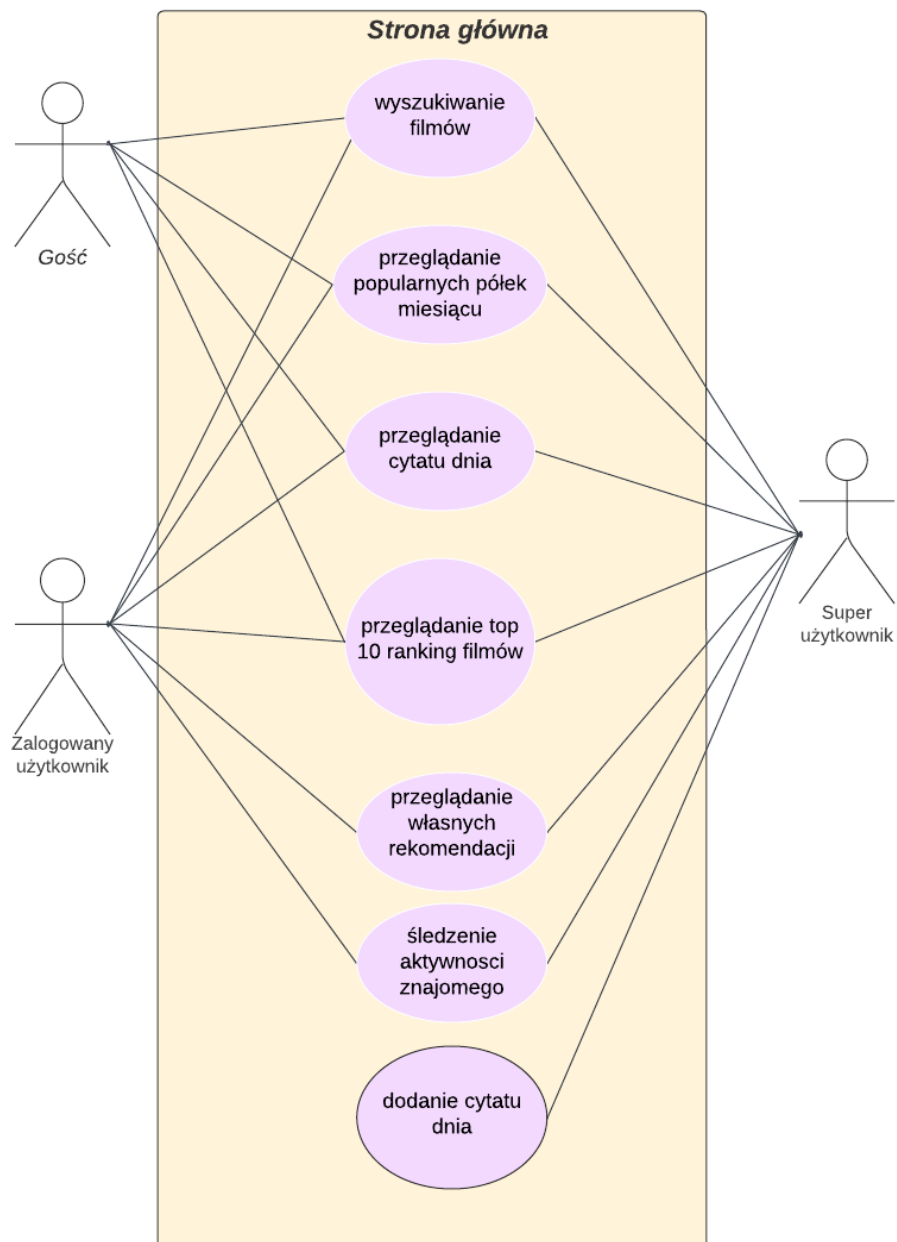 Strona główna
wyszukiwanie
filmów
Gość
przeglądanie
popularnych półek
miesiącu
przeglądanie
cytatu dnia
przeglądanie top
10 ranking filmów
Super
użytkownik
Zalogowany
użytkownik
przeglądanie
własnych
rekomendacji
śledzenie
aktywnosci
znajomego
dodanie cytatu
dnia